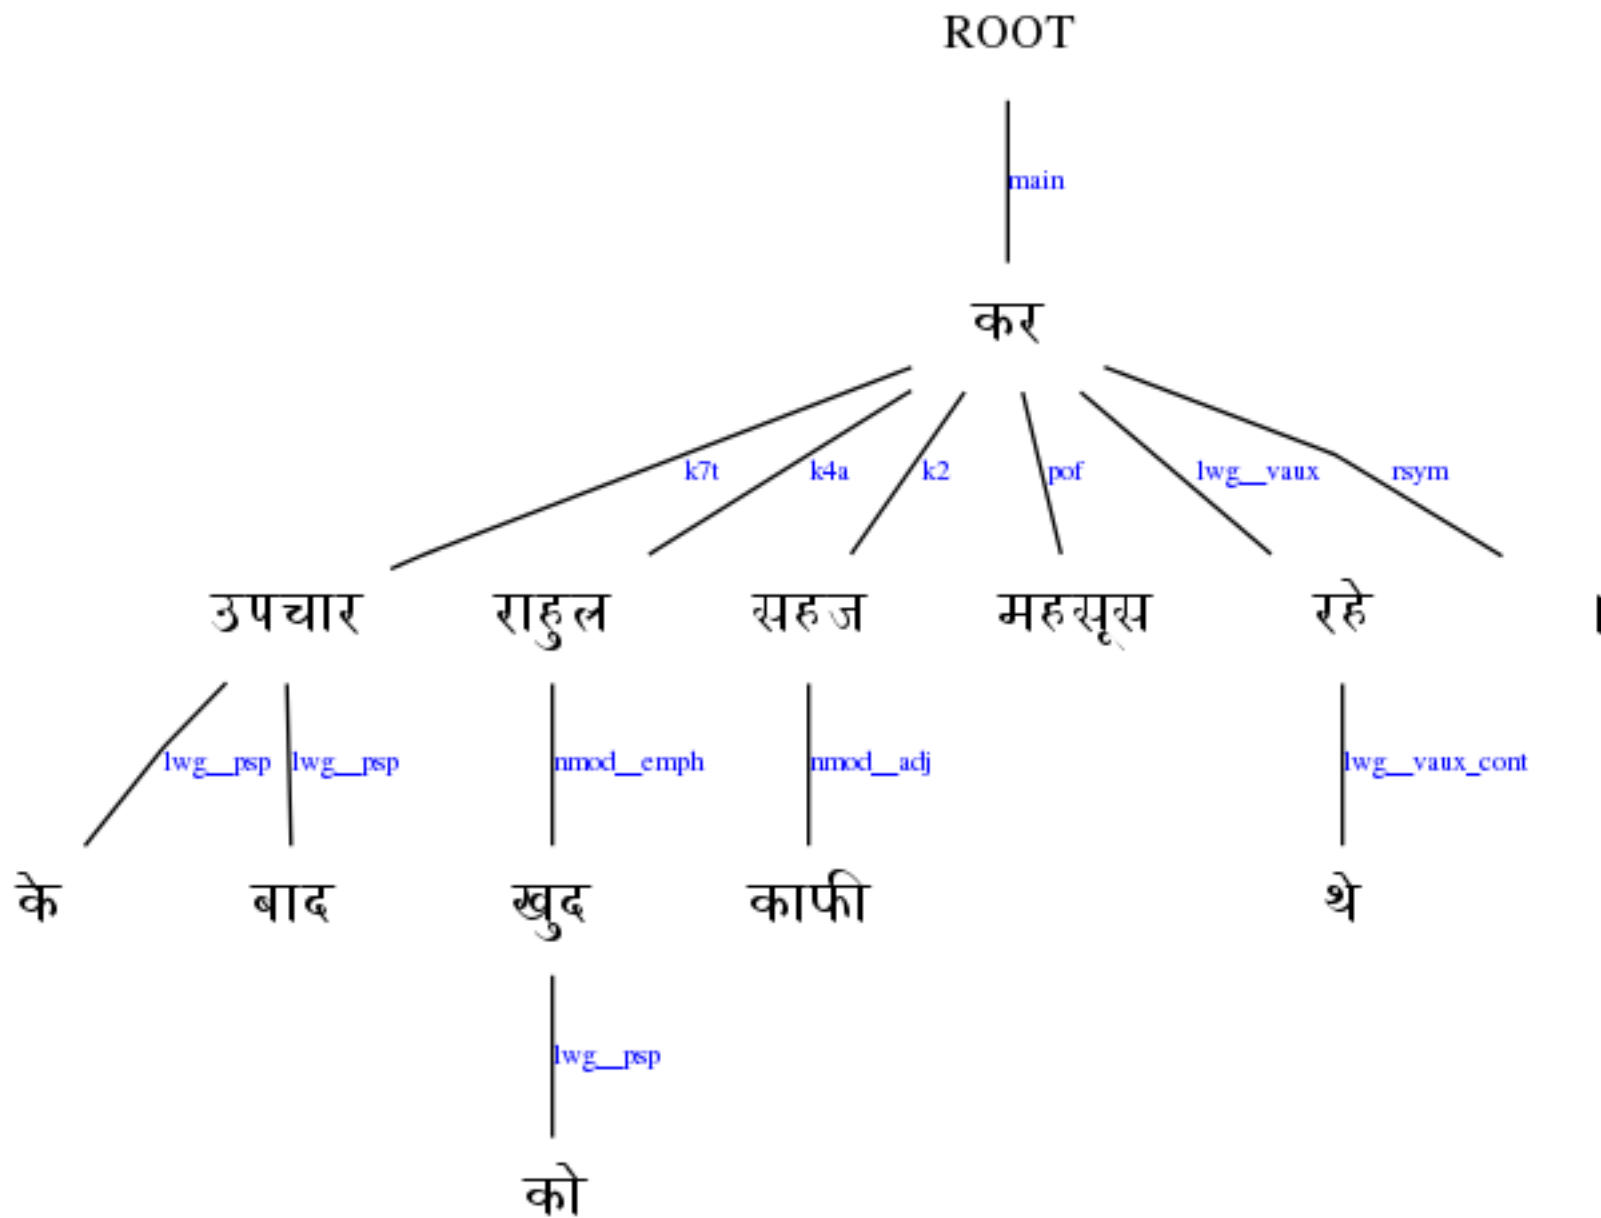 ROOT
main
कर
k7t k4a k2 pof lwg__vaux rsym
उपचार राहुल सहज महसूस रहे ।
lwg__psp lwg__psp nmod__emph nmod__adj lwg__vaux_cont
के बाद खुद काफी थे
lwg__psp
को